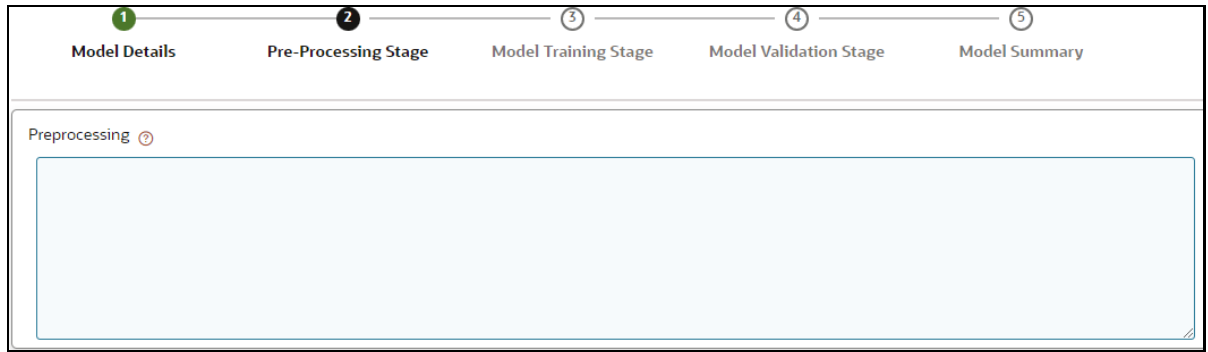 1 2 3 4 5
Model Details Pre-Processing Stage Model Training Stage Model Validation Stage Model Summary
Preprocessing ?